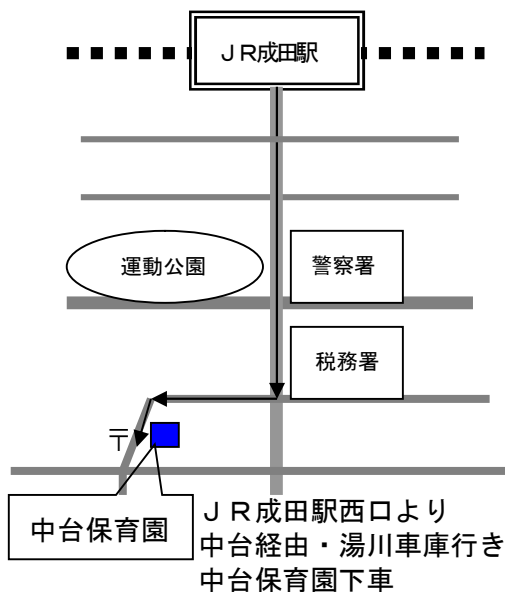 ＪＲ成田駅
運動公園
警察署
税務署
〒
中台保育園
ＪＲ成田駅西口より
中台経由・湯川車庫行き
中台保育園下車